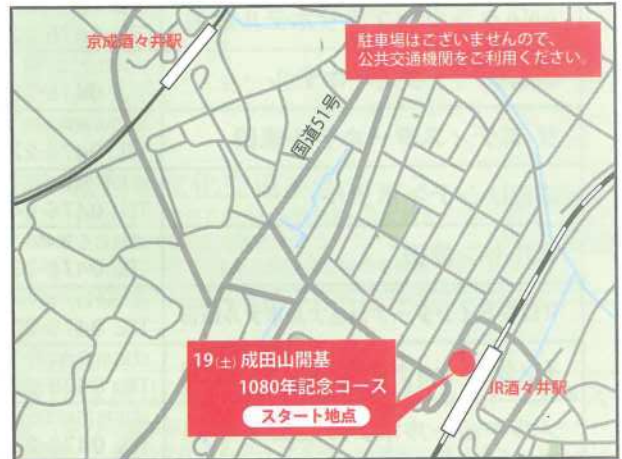 京成酒々井駅
駐車場はございませんので、
公共交通機関をご利用ください。
国道51号
19(土) 成田山開基
1080年記念コース
スタート地点
JR酒々井駅